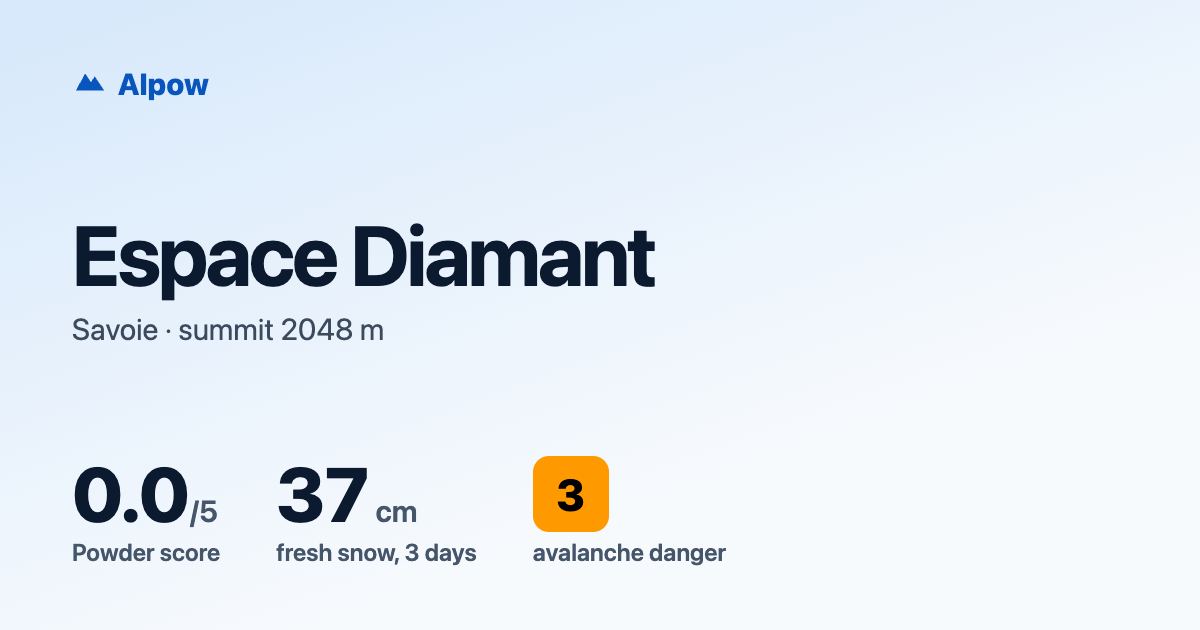 Alpow
Espace Diamant
Savoie · summit 2048 m
0.0/5
Powder score
37 cm
fresh snow, 3 days
3
avalanche danger